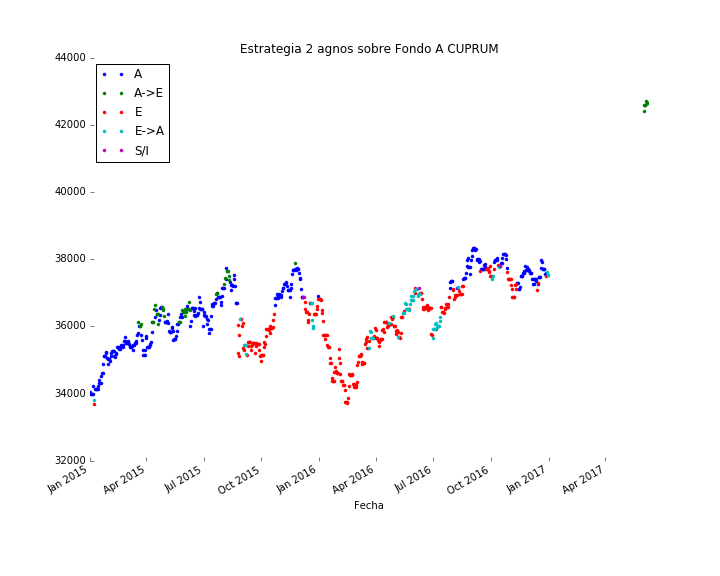 Estrategia 2 agnos sobre Fondo A CUPRUM
A
A->E
E
E->A
S/I
44000
42000
40000
38000
36000
34000
32000
Jan 2015
Apr 2015
Jul 2015
Oct 2015
Jan 2016
Apr 2016
Jul 2016
Oct 2016
Jan 2017
Apr 2017
Fecha